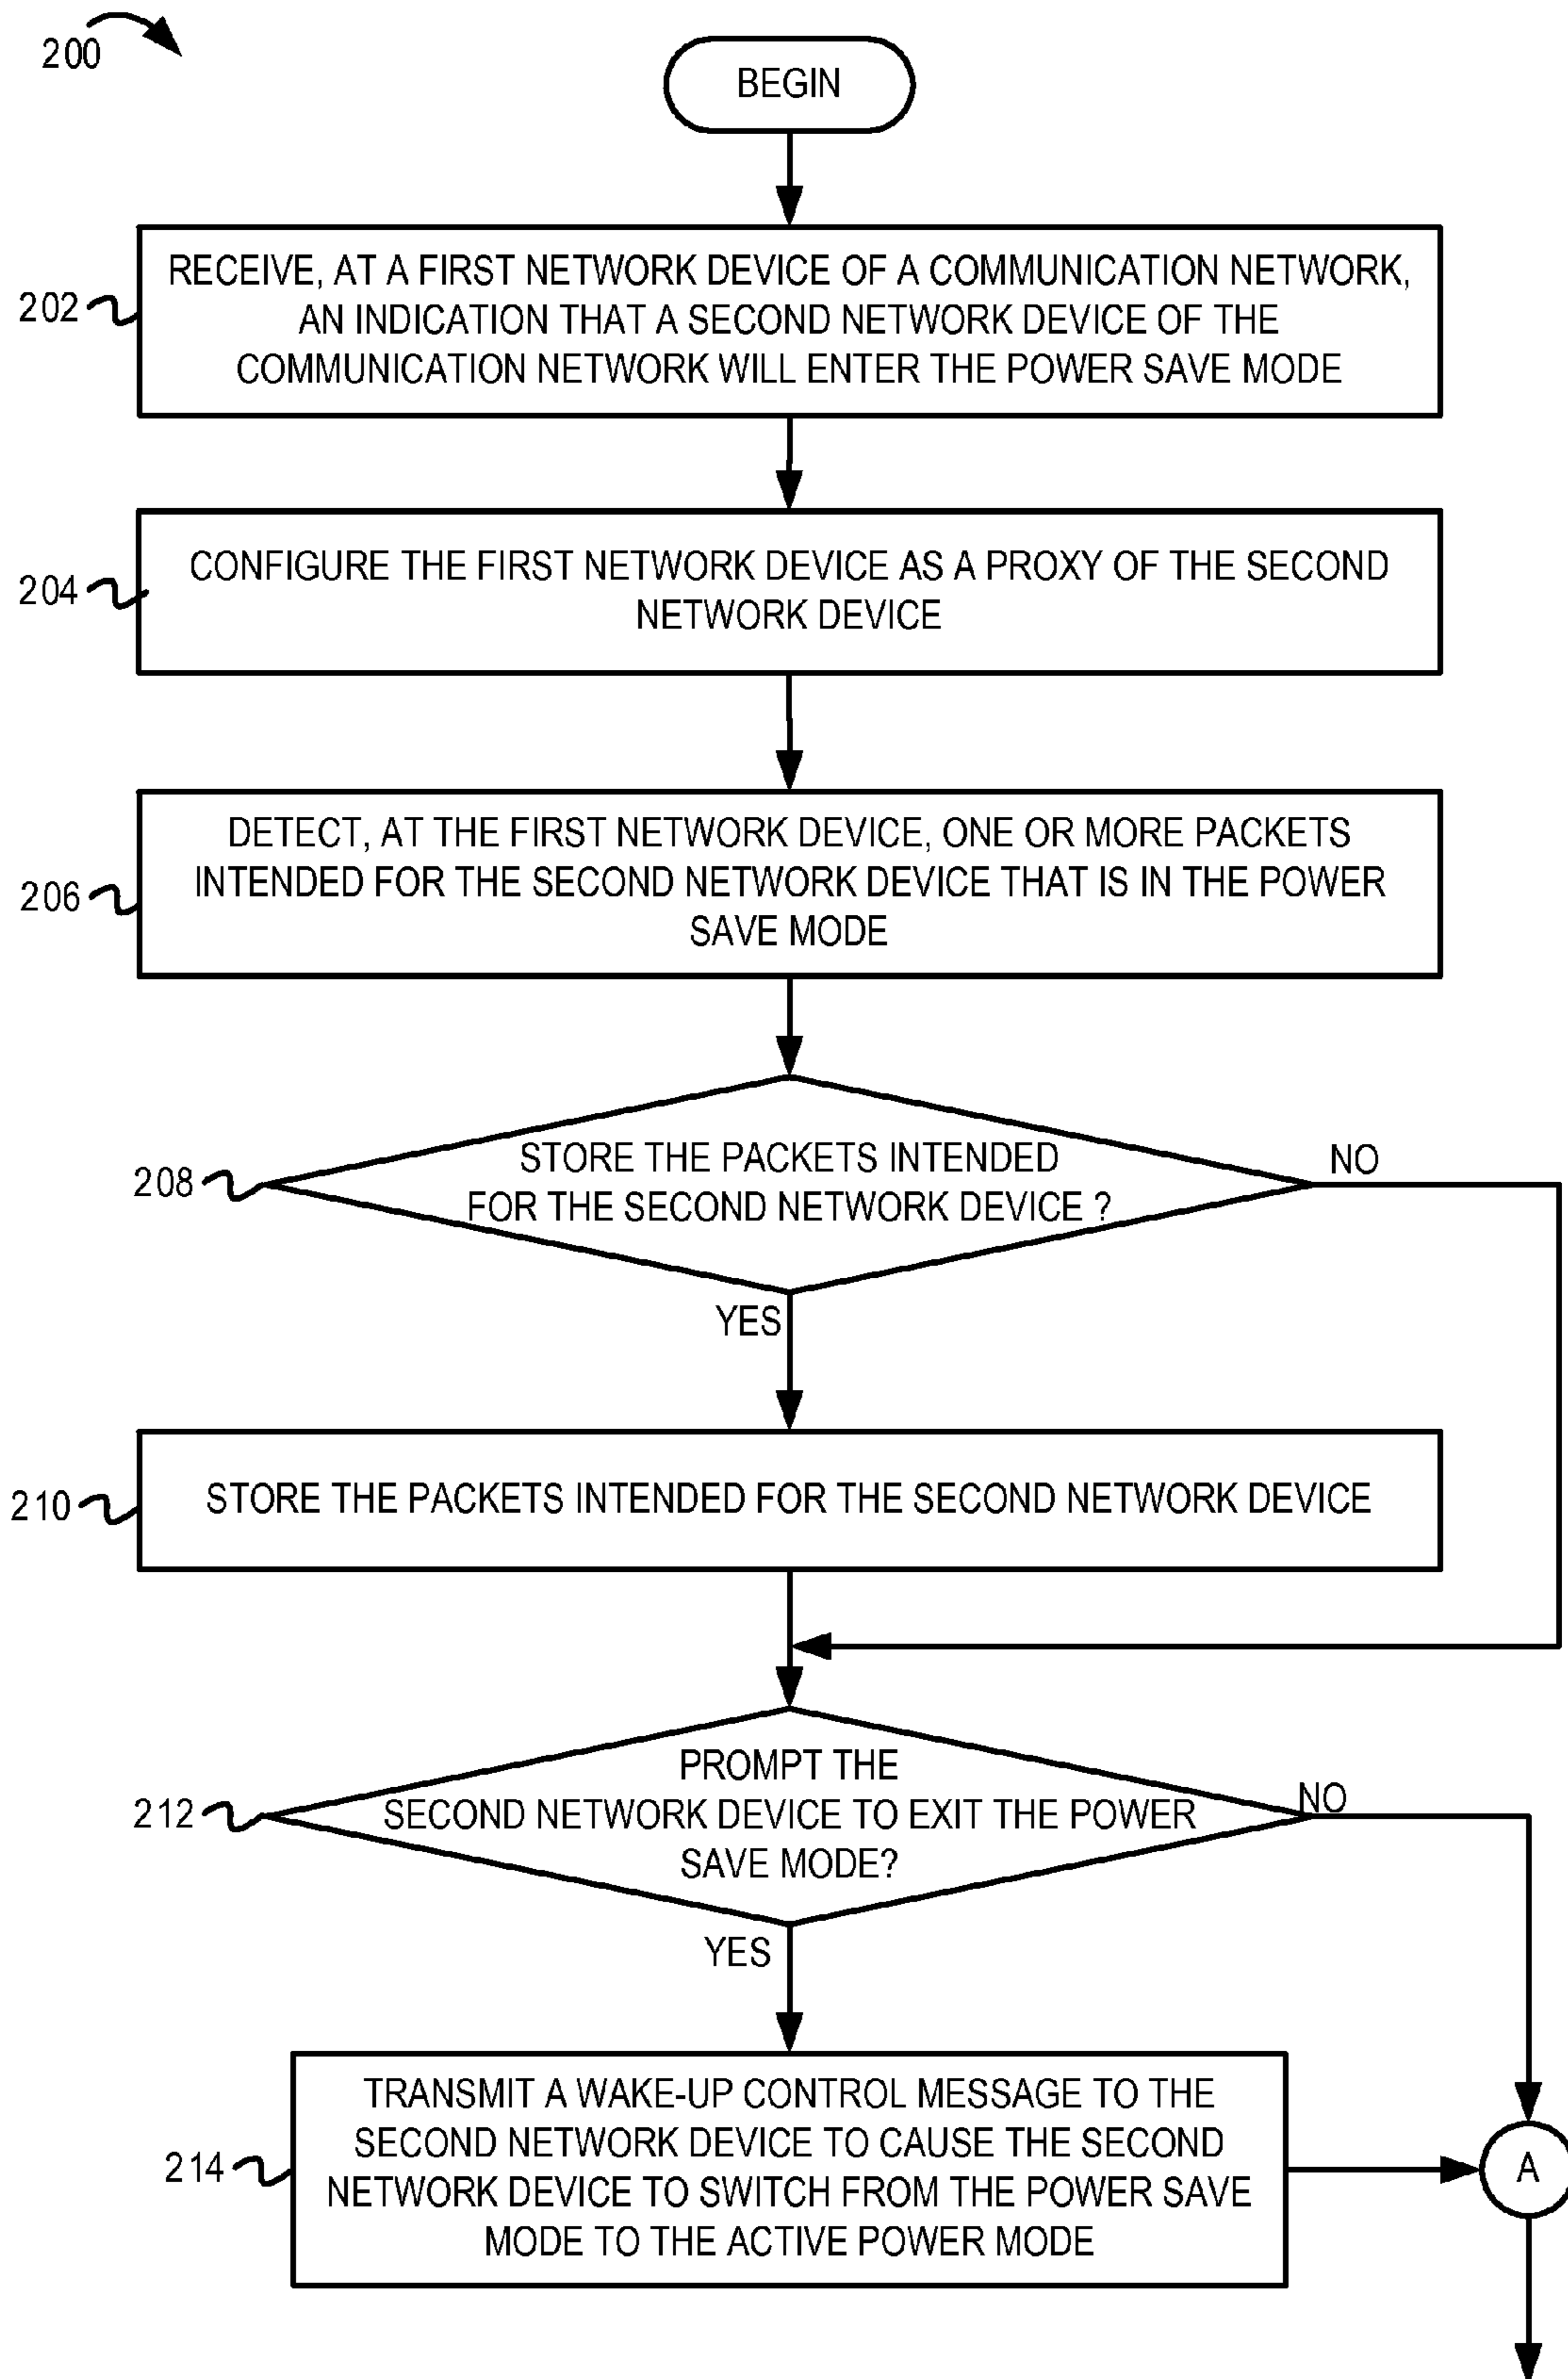 200
BEGIN
202
RECEIVE, AT A FIRST NETWORK DEVICE OF A COMMUNICATION NETWORK,
AN INDICATION THAT A SECOND NETWORK DEVICE OF THE
COMMUNICATION NETWORK WILL ENTER THE POWER SAVE MODE
204
CONFIGURE THE FIRST NETWORK DEVICE AS A PROXY OF THE SECOND
NETWORK DEVICE
206
DETECT, AT THE FIRST NETWORK DEVICE, ONE OR MORE PACKETS
INTENDED FOR THE SECOND NETWORK DEVICE THAT IS IN THE POWER
SAVE MODE
208
STORE THE PACKETS INTENDED
FOR THE SECOND NETWORK DEVICE ?
NO
YES
210
STORE THE PACKETS INTENDED FOR THE SECOND NETWORK DEVICE
212
PROMPT THE
SECOND NETWORK DEVICE TO EXIT THE POWER
SAVE MODE?
NO
YES
214
TRANSMIT A WAKE-UP CONTROL MESSAGE TO THE
SECOND NETWORK DEVICE TO CAUSE THE SECOND
NETWORK DEVICE TO SWITCH FROM THE POWER SAVE
MODE TO THE ACTIVE POWER MODE
A